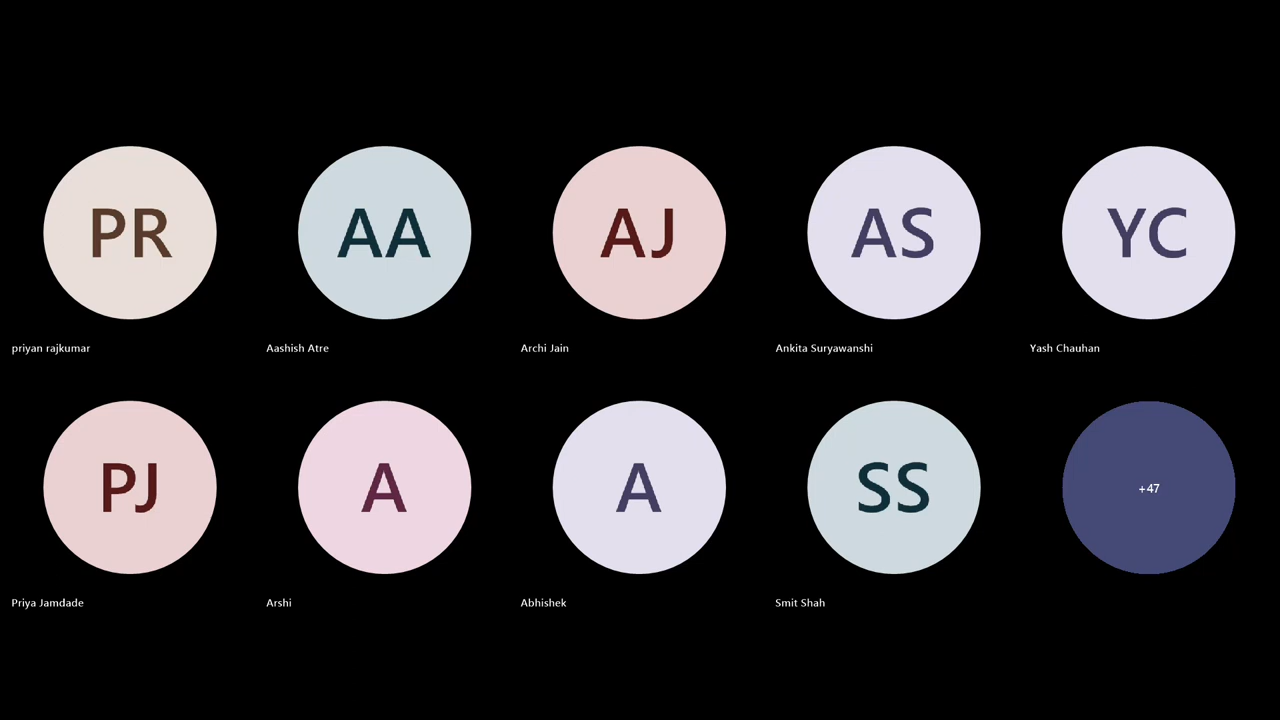 PR
AA
AJ
AS
YC
priyan rajkumar
Aashish Atre
Archi Jain
Ankita Suryawanshi
Yash Chauhan
PJ
A
A
SS
+47
Priya Jamdade
Arshi
Abhishek
Smit Shah